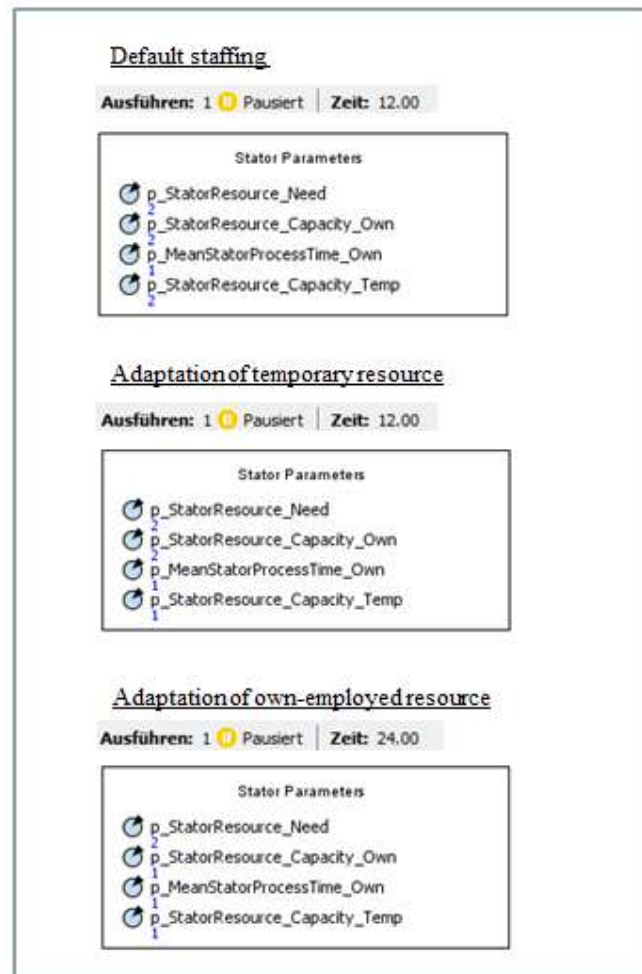 Default staffing
Ausführen: 1 Pausiert | Zeit: 12.00
Stator Parameters
p_StatorResource_Need
2
p_StatorResource_Capacity_Own
2
p_MeanStatorProcessTime_Own
1
p_StatorResource_Capacity_Temp
2
Adaptation of temporary resource
Ausführen: 1 Pausiert | Zeit: 12.00
Stator Parameters
p_StatorResource_Need
2
p_StatorResource_Capacity_Own
2
p_MeanStatorProcessTime_Own
1
p_StatorResource_Capacity_Temp
1
Adaptation of own-employed resource
Ausführen: 1 Pausiert | Zeit: 24.00
Stator Parameters
p_StatorResource_Need
2
p_StatorResource_Capacity_Own
1
p_MeanStatorProcessTime_Own
1
p_StatorResource_Capacity_Temp
1